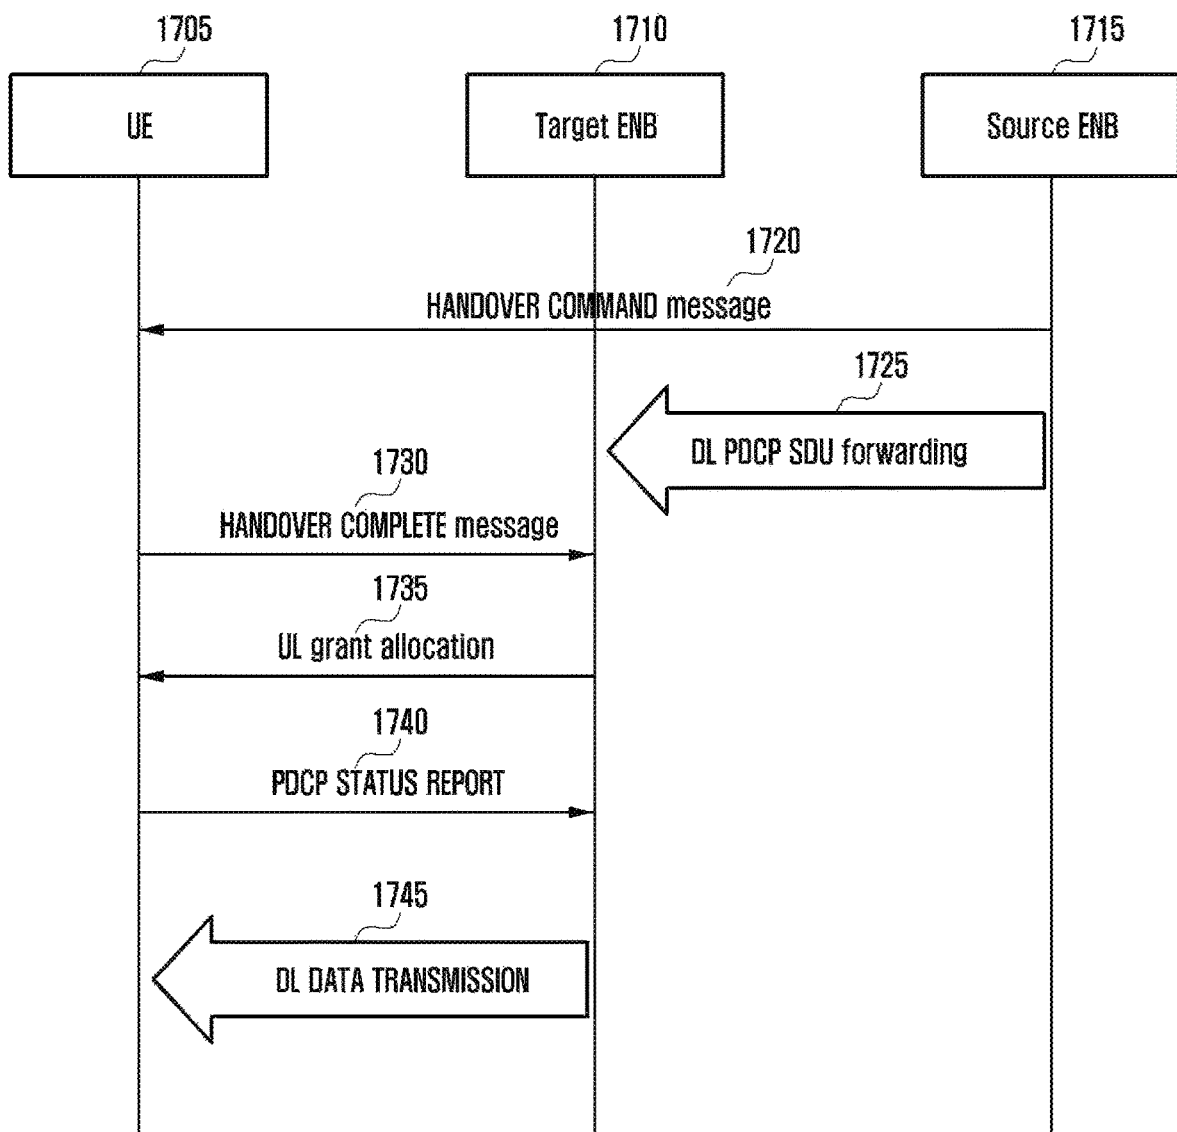 1705
1710
1715
UE
Target ENB
Source ENB
1720
HANDOVER COMMAND message
1725
DL PDCP SDU forwarding
1730
HANDOVER COMPLETE message
1735
UL grant allocation
1740
PDCP STATUS REPORT
1745
DL DATA TRANSMISSION